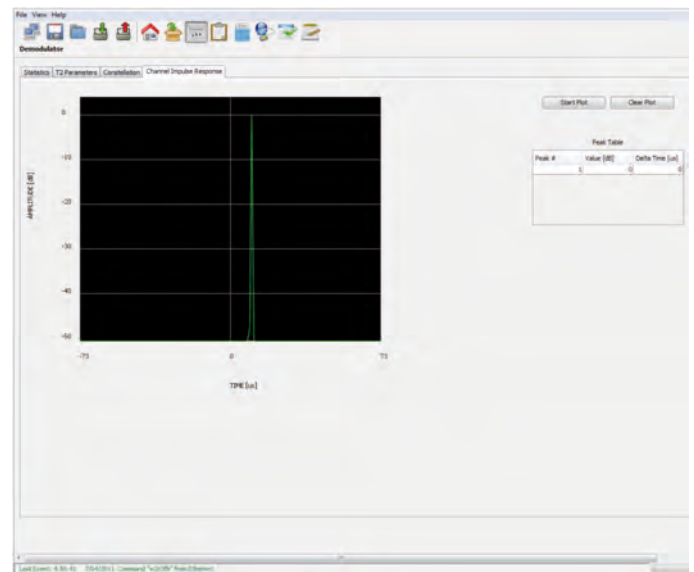 File View Help
Demodulator
Statistics T2 Parameters Constellation Channel Impulse Response
Start Plot Clear Plot
Peak Table
Peak # Value [dB] Delta Time [us]
1 0 0
AMPLITUDE [dB]
0
-10
-20
-30
-40
-50
-73 0 73
TIME [us]
Last Event: